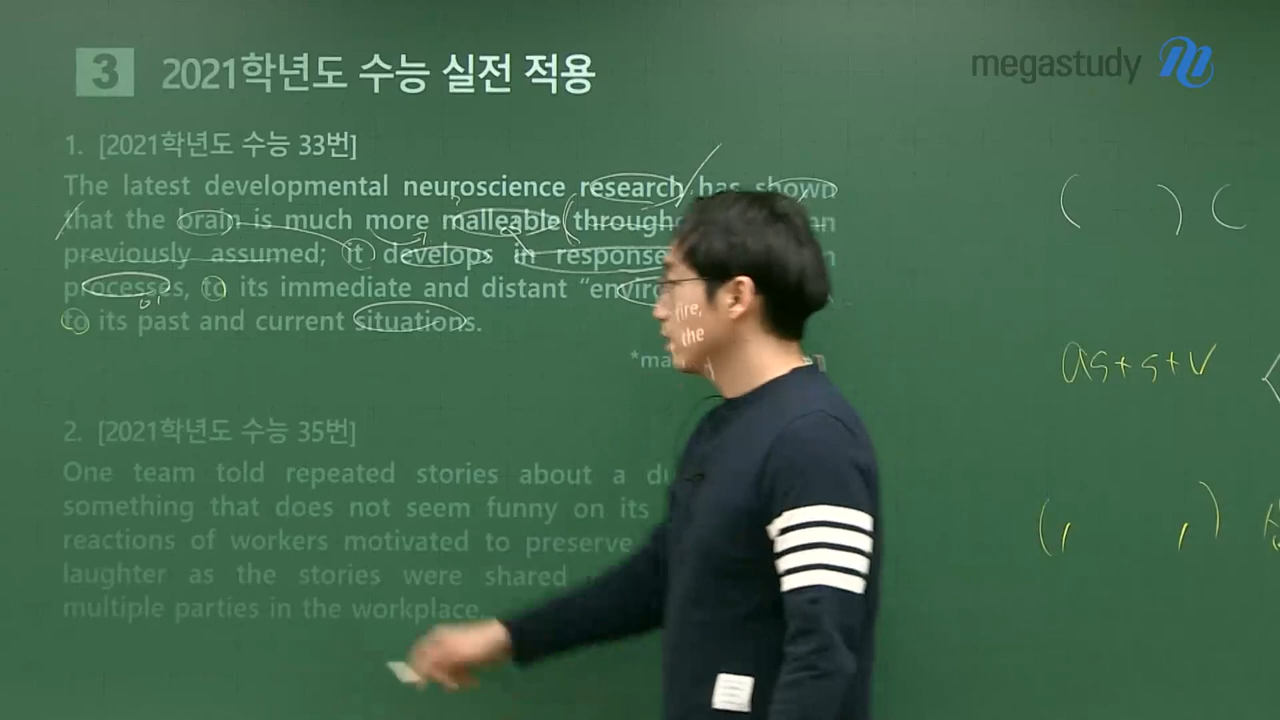 3 2021학년도 수능 실전 적용
megastudy
1. [2021학년도 수능 33번]
The latest developmental neuroscience research has shown
that the brain is much more malleable
previously assumed; it develops in response
processes, to its immediate and distant
to its past and current situations.
fire,
the
as+s+v
2. [2021학년도 수능 35번]
One team told repeated stories about a
something that does not seem funny on its
reactions of workers motivated to preserve
laughter as the stories were shared
multiple parties in the workplace.